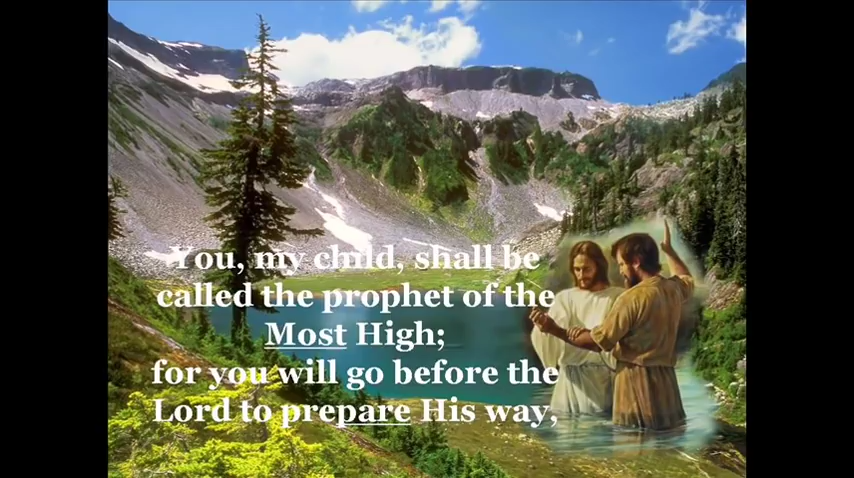 You, my child, shall be
called the prophet of the
Most High;
for you will go before the
Lord to prepare His way,